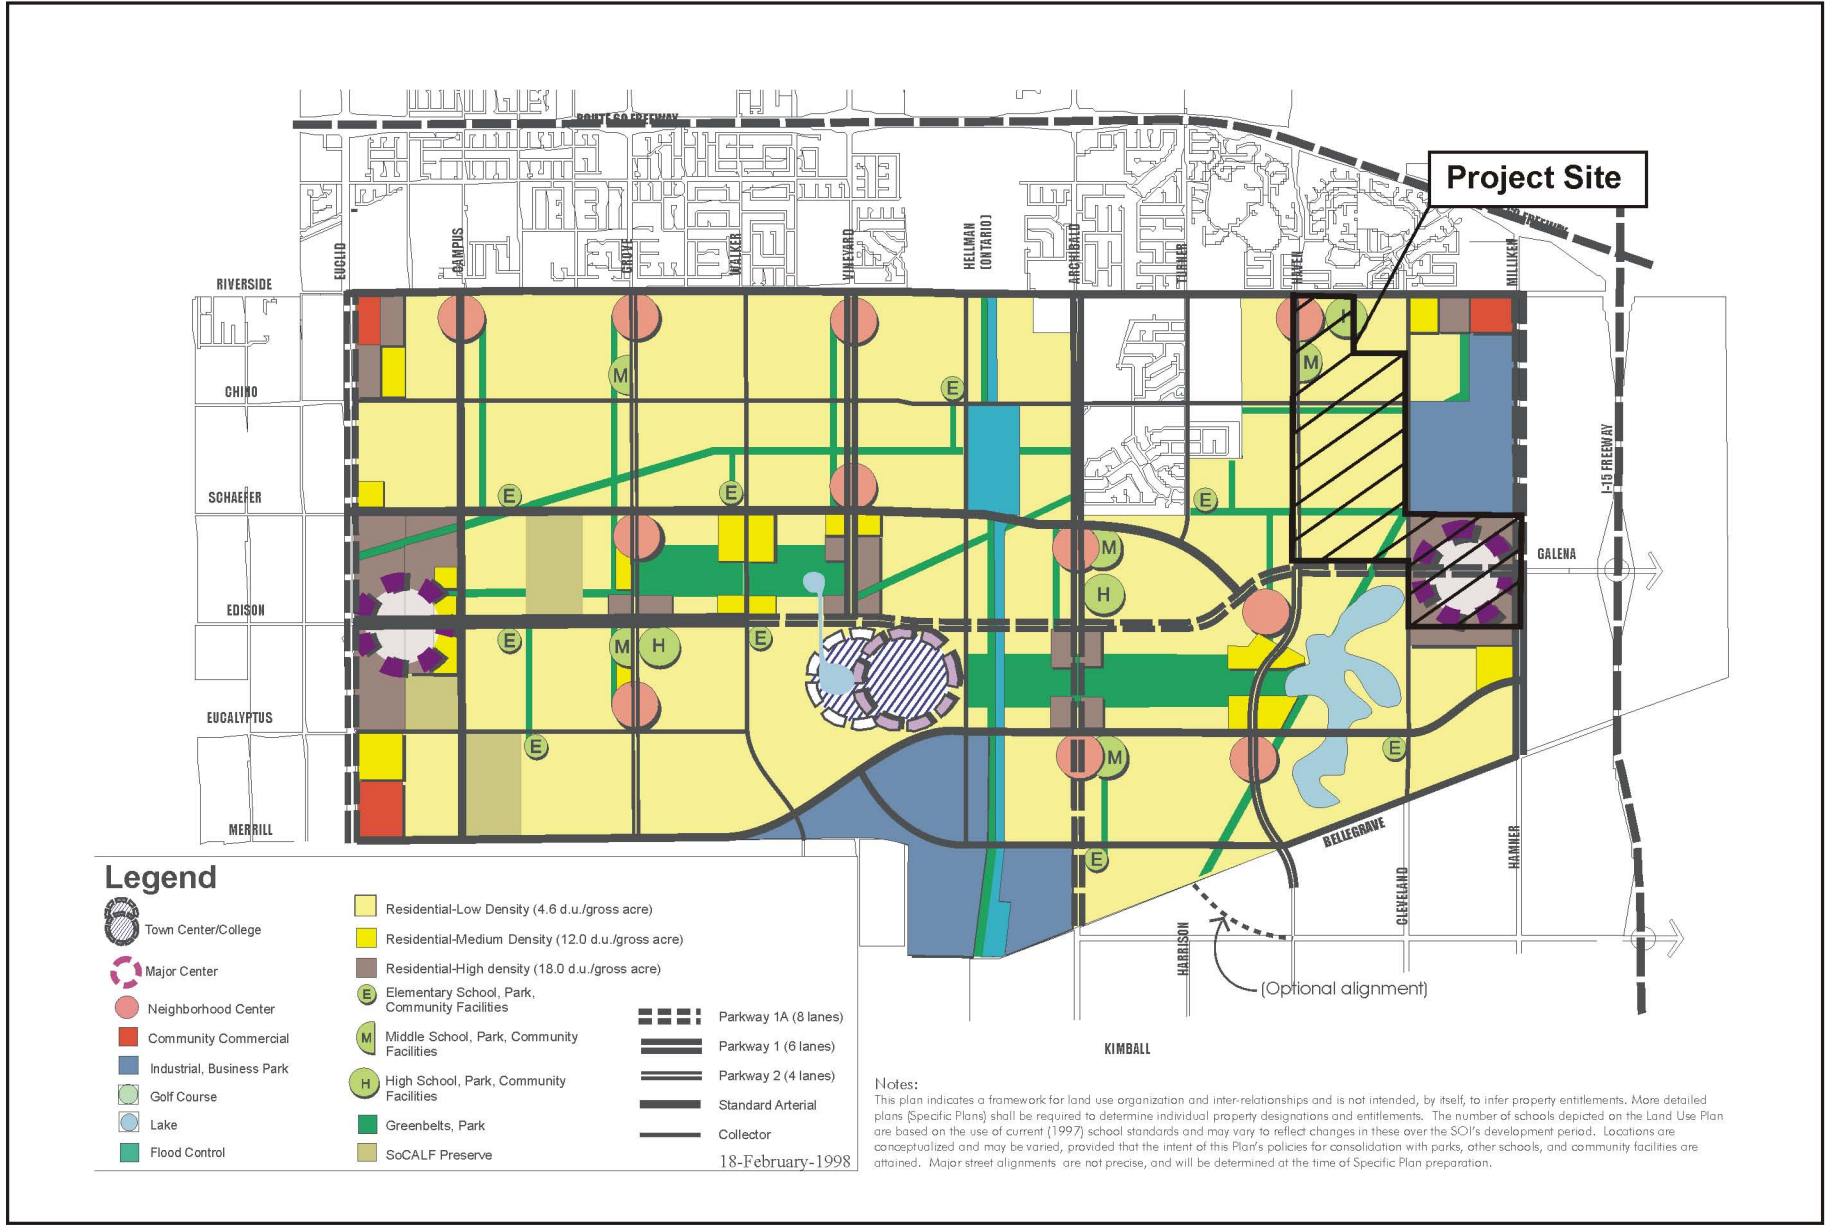 ROUTE 60 FREEWAY
Project Site
60 FREEWAY
EUCLID
CAMPUS
GROVE
WALKER
VINEYARD
HELLMAN
(ONTARIO)
ARCHIBALD
TURNER
HAVEN
MILLIKEN
RIVERSIDE
H
M
M
CHINO
E
I-15 FREEWAY
SCHAEFER
E
E
E
M
GALENA
H
EDISON
E
M
H
E
EUCALYPTUS
E
M
E
MERRILL
E
BELLEGRAVE
HAMNER
CLEVELAND
HARRISON
(Optional alignment)
KIMBALL
Legend
Town Center/College
Major Center
Neighborhood Center
Community Commercial
Industrial, Business Park
Golf Course
Lake
Flood Control
Residential-Low Density (4.6 d.u./gross acre)
Residential-Medium Density (12.0 d.u./gross acre)
Residential-High density (18.0 d.u./gross acre)
E Elementary School, Park,
Community Facilities
M Middle School, Park, Community
Facilities
H High School, Park, Community
Facilities
Greenbelts, Park
SoCALF Preserve
Parkway 1A (8 lanes)
Parkway 1 (6 lanes)
Parkway 2 (4 lanes)
Standard Arterial
Collector
18-February-1998
Notes:
This plan indicates a framework for land use organization and inter-relationships and is not intended, by itself, to infer property entitlements. More detailed
plans (Specific Plans) shall be required to determine individual property designations and entitlements. The number of schools depicted on the Land Use Plan
are based on the use of current (1997) school standards and may vary to reflect changes in these over the SOI's development period. Locations are
conceptualized and may be varied, provided that the intent of this Plan's policies for consolidation with parks, other schools, and community facilities are
attained. Major street alignments are not precise, and will be determined at the time of Specific Plan preparation.